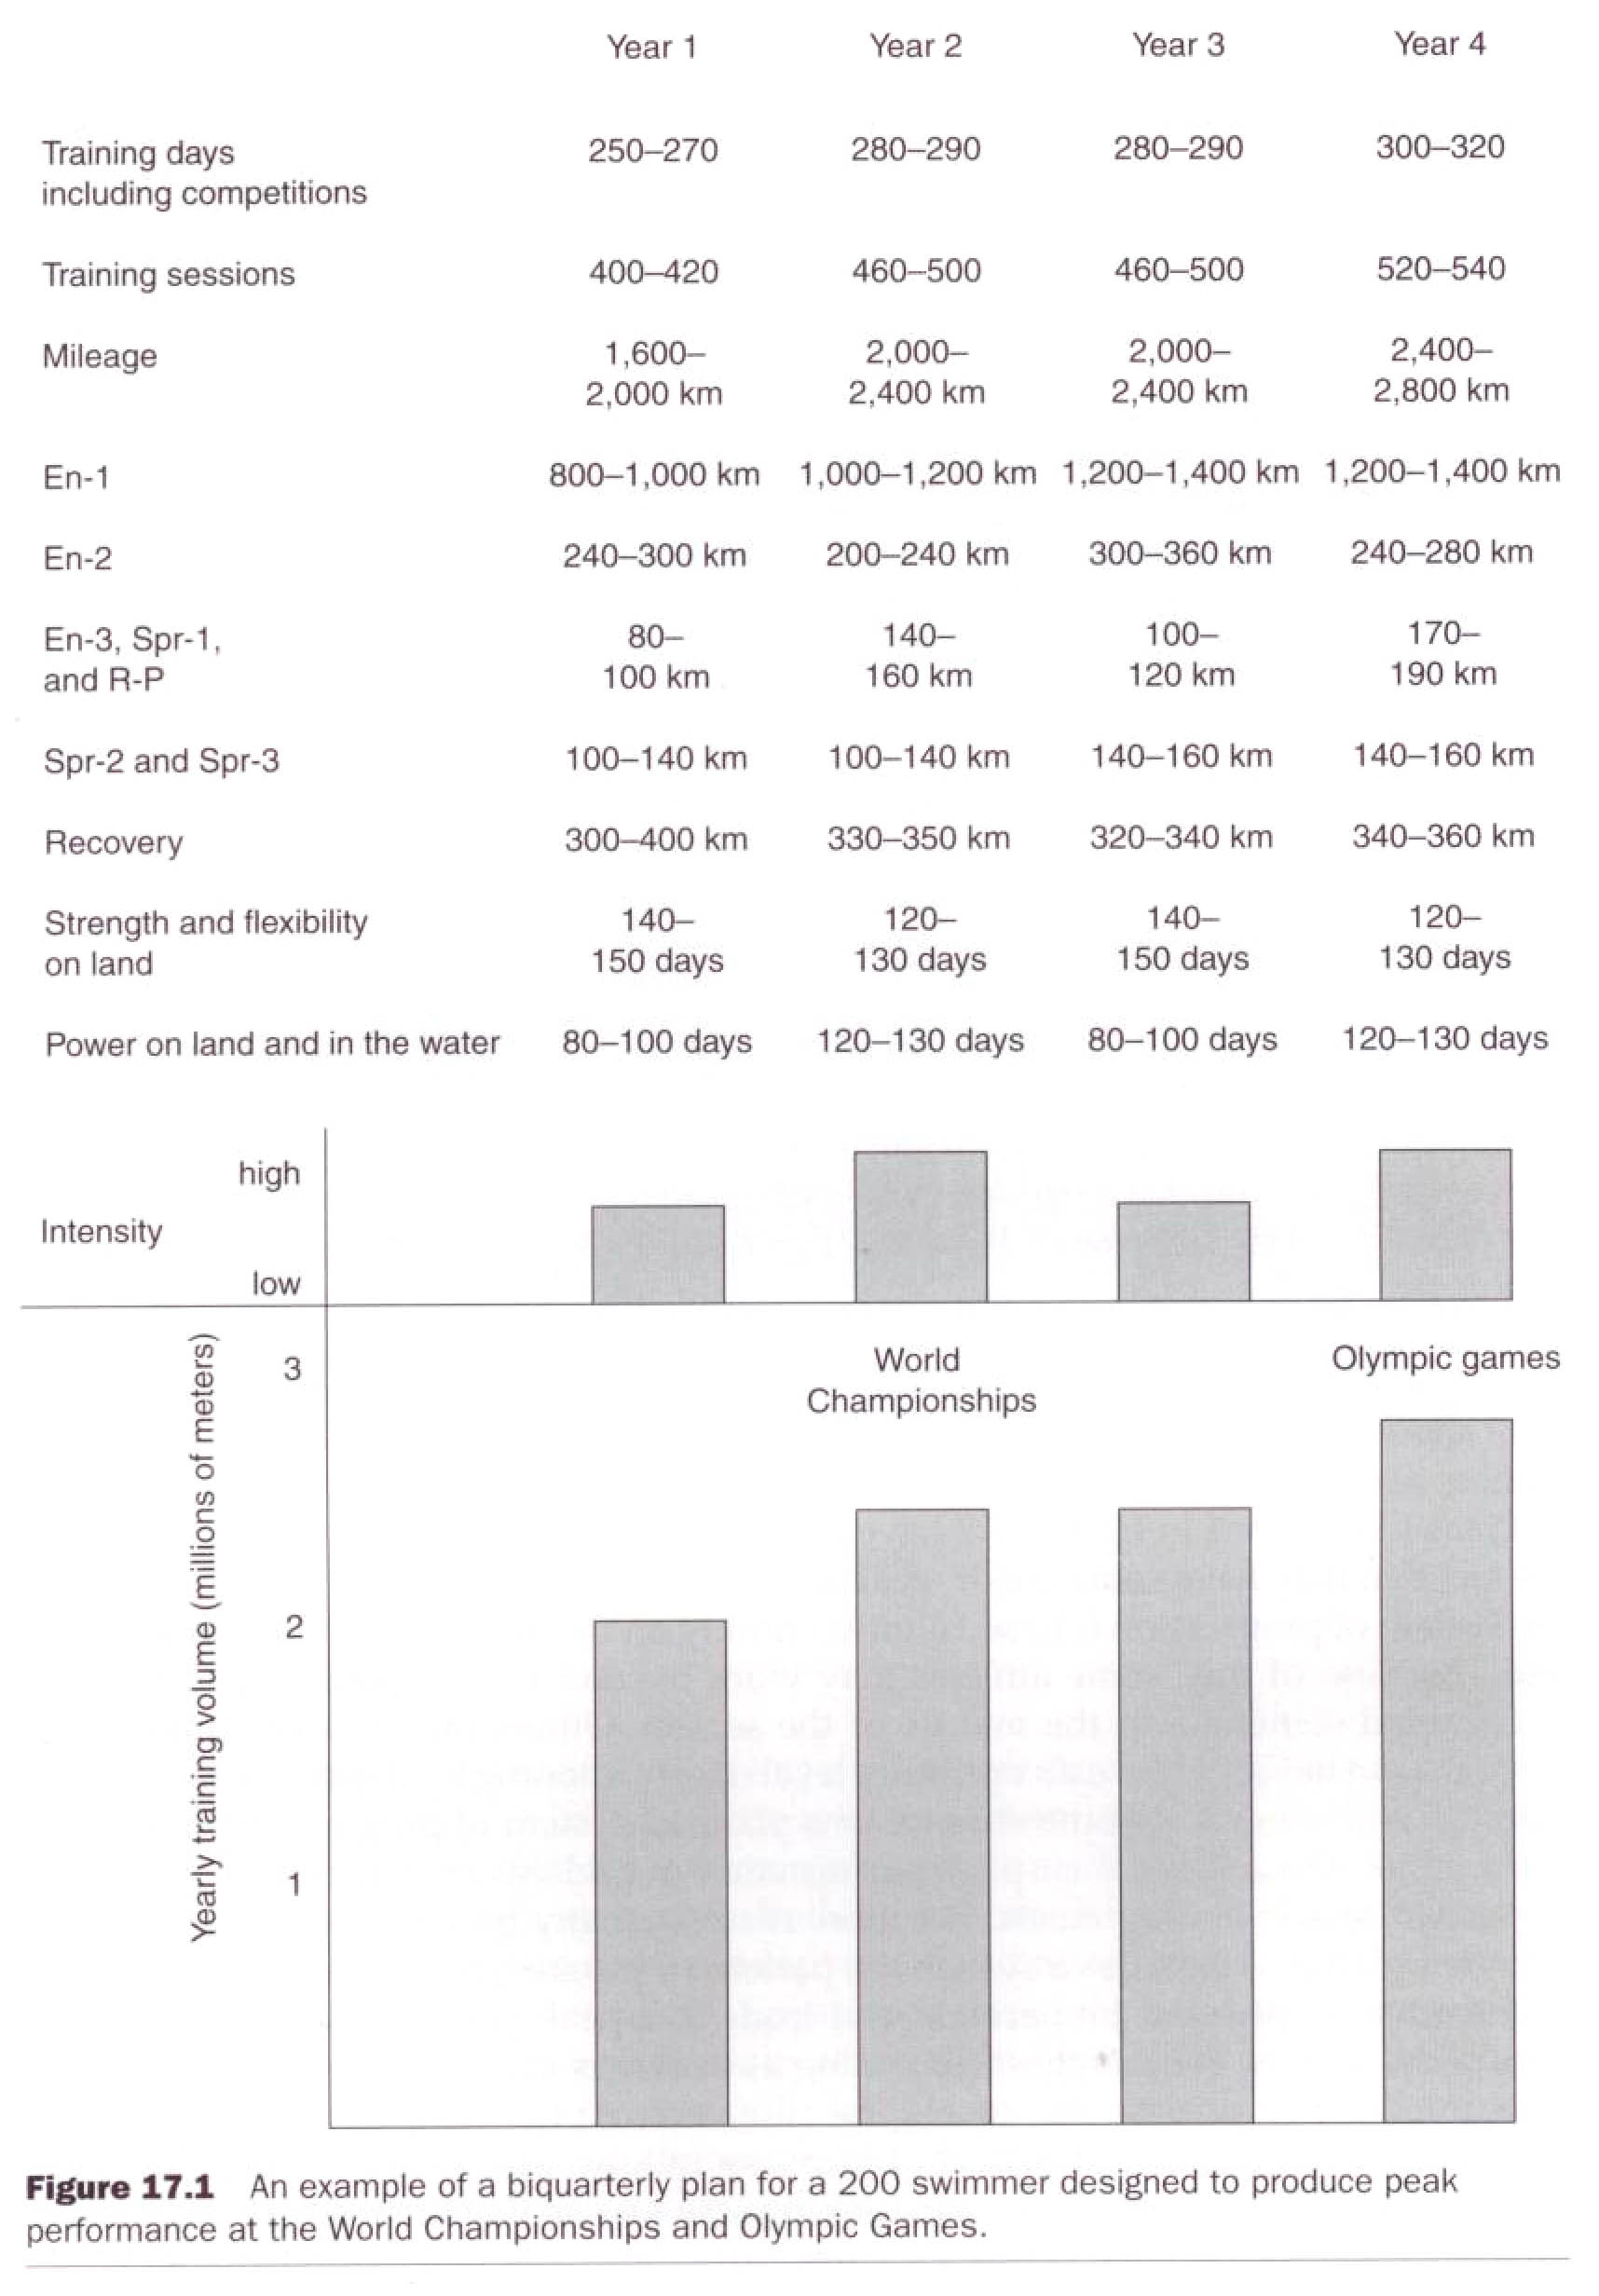 Year 1 Year 2 Year 3 Year 4
Training days 250–270 280–290 280–290 300–320
including competitions
Training sessions 400–420 460–500 460–500 520–540
Mileage 1,600– 2,000– 2,000– 2,400–
2,000 km 2,400 km 2,400 km 2,800 km
En-1 800–1,000 km 1,000–1,200 km 1,200–1,400 km 1,200–1,400 km
En-2 240–300 km 200–240 km 300–360 km 240–280 km
En-3, Spr-1, 80– 140– 100– 170–
and R-P 100 km 160 km 120 km 190 km
Spr-2 and Spr-3 100–140 km 100–140 km 140–160 km 140–160 km
Recovery 300–400 km 330–350 km 320–340 km 340–360 km
Strength and flexibility 140– 120– 140– 120–
on land 150 days 130 days 150 days 130 days
Power on land and in the water 80–100 days 120–130 days 80–100 days 120–130 days
high
Intensity
low
Yearly training volume (millions of meters)
3
World Olympic games
Championships
2
1
Figure 17.1 An example of a biquarterly plan for a 200 swimmer designed to produce peak
performance at the World Championships and Olympic Games.